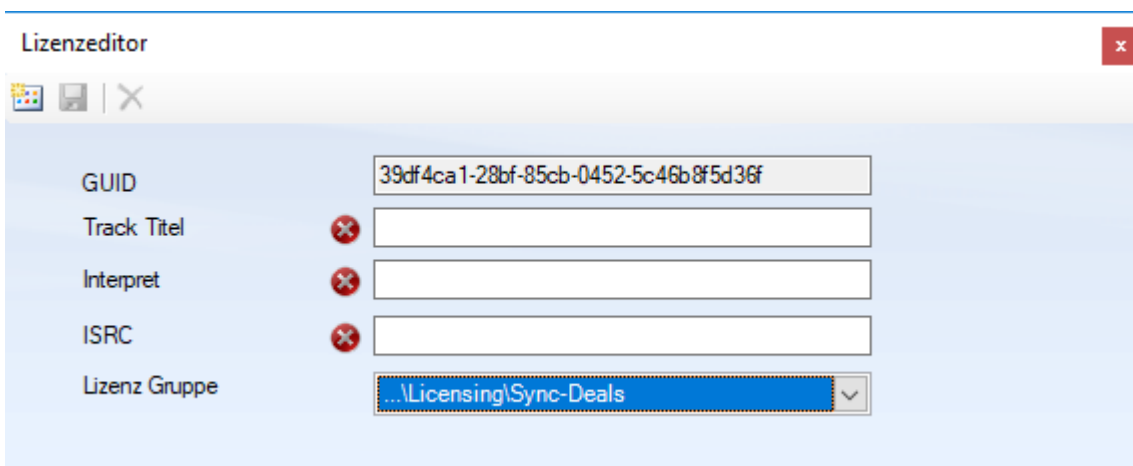 Lizenzeditor
GUID
39df4ca1-28bf-85cb-0452-5c46b8f5d36f
Track Titel
Interpret
ISRC
Lizenz Gruppe
...\Licensing\Sync-Deals